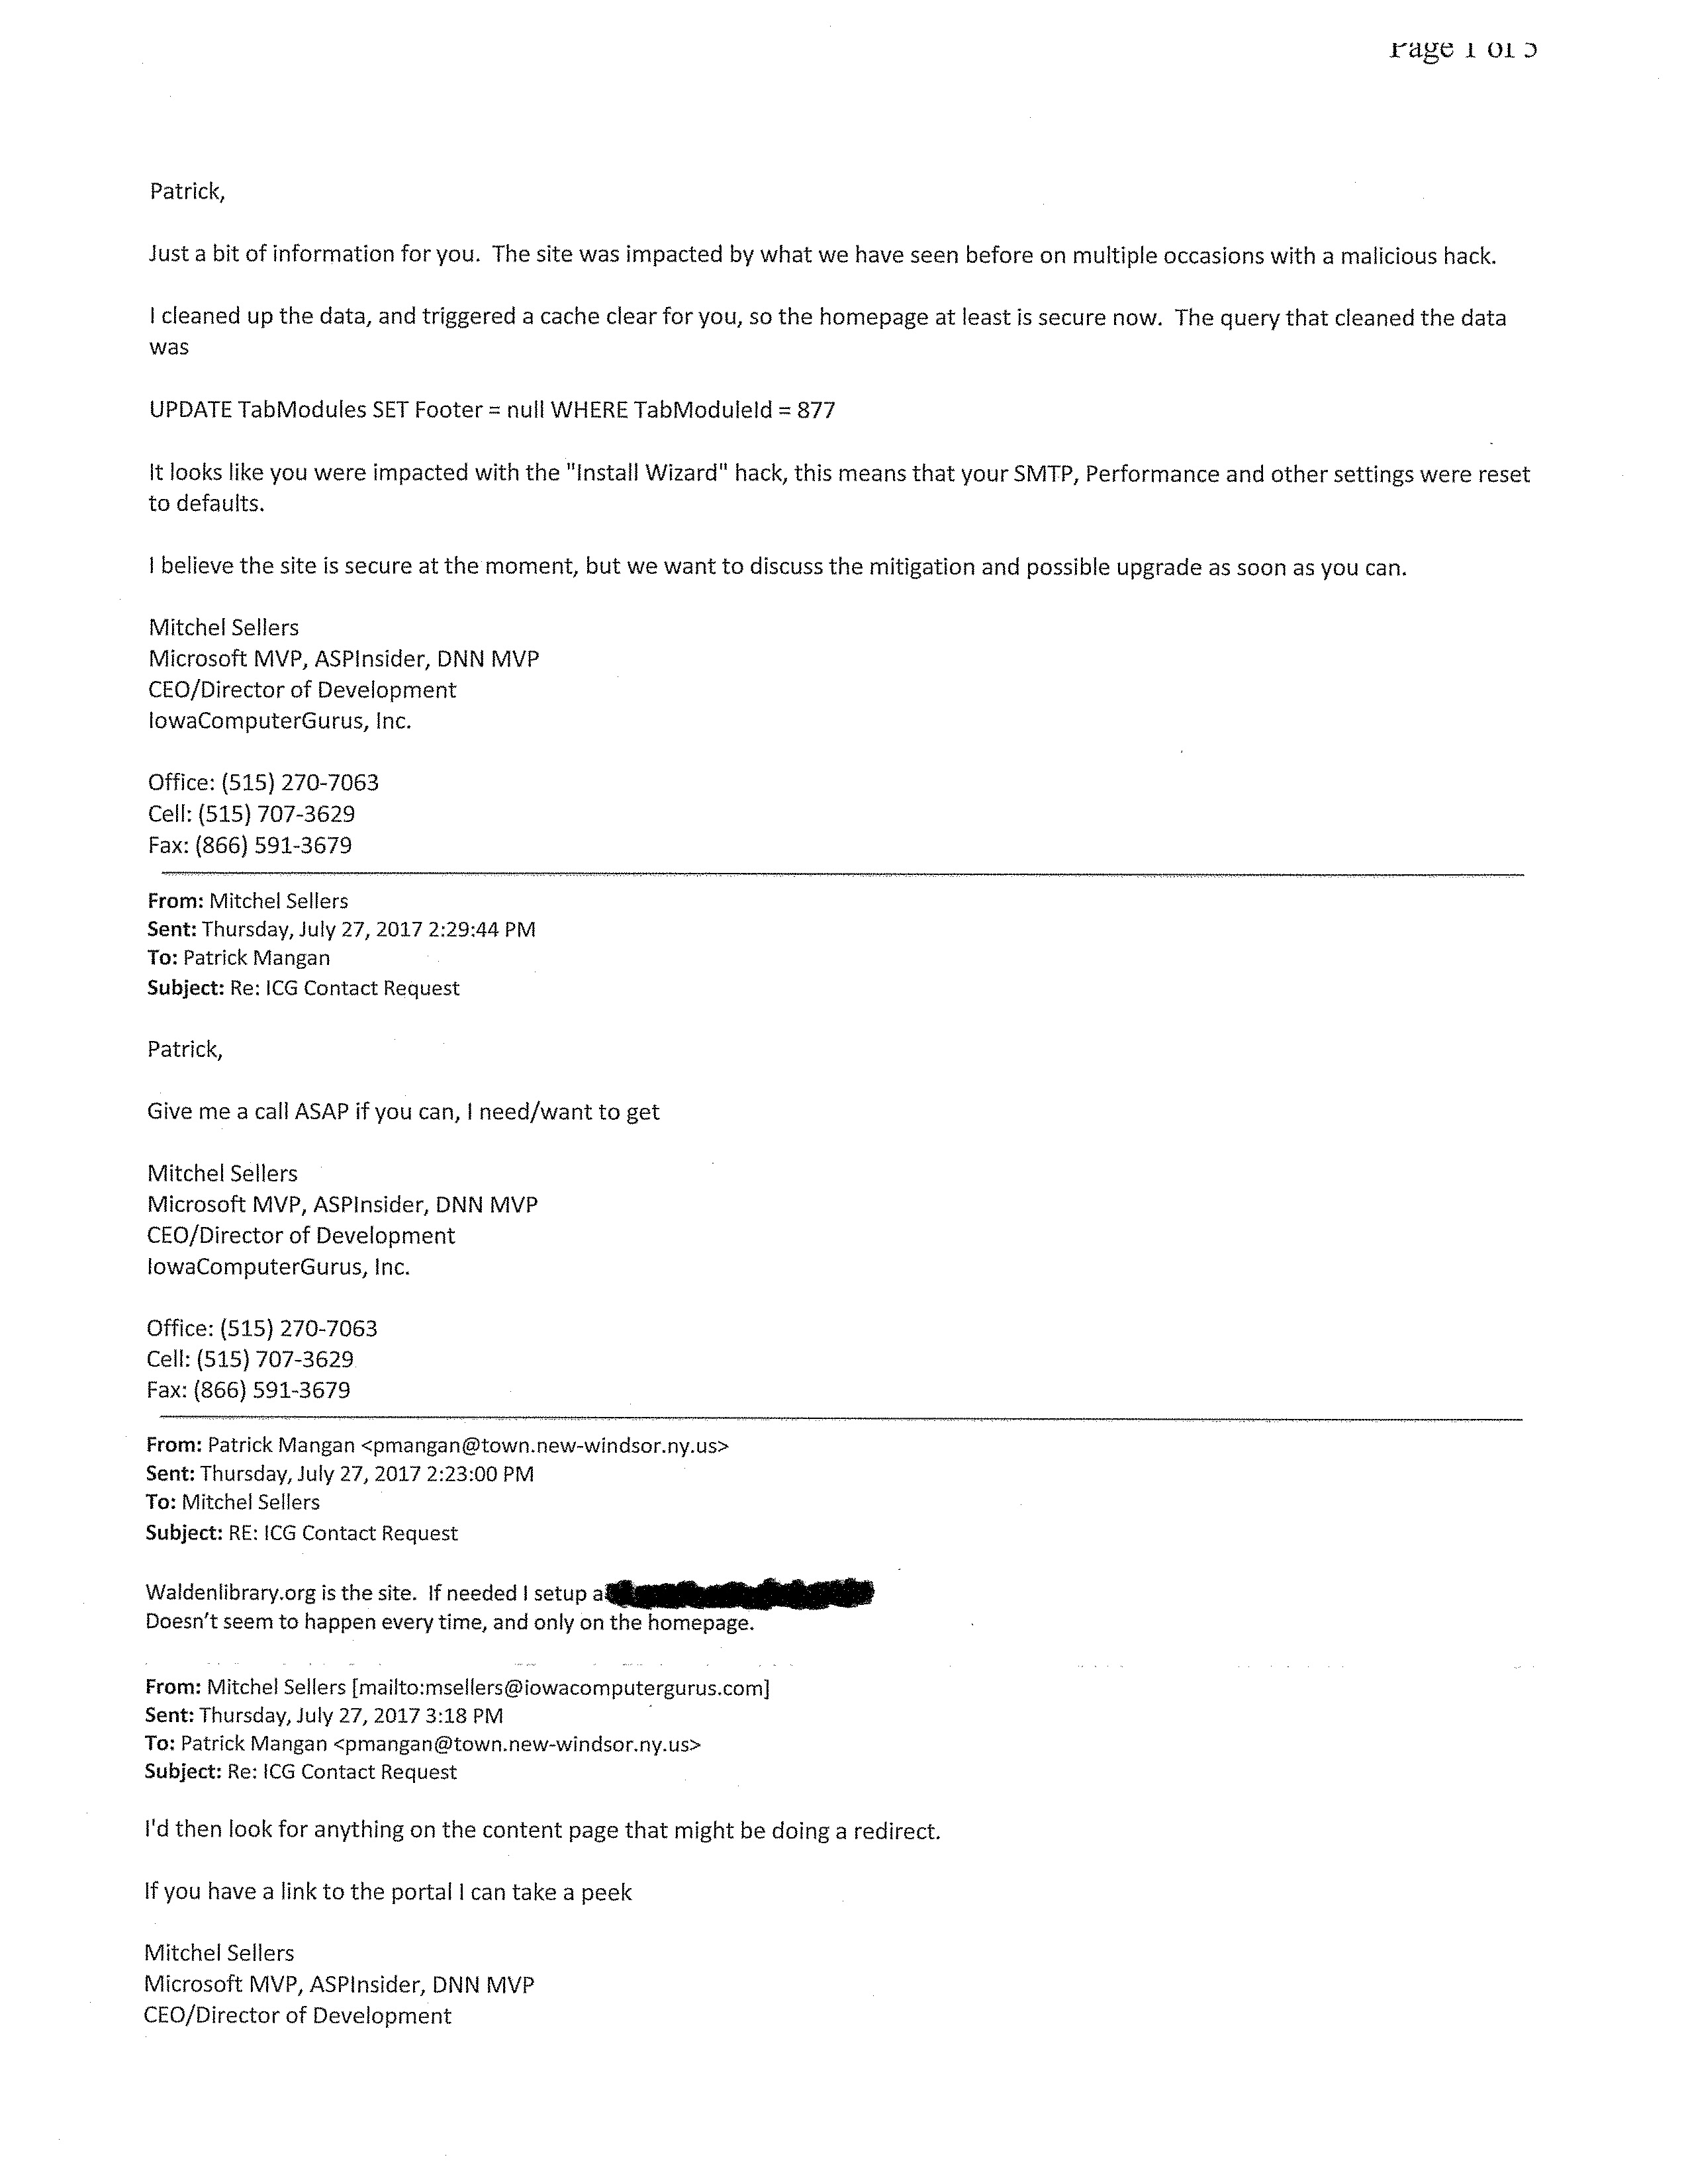 Page 1 of 5
Patrick,
Just a bit of information for you.  The site was impacted by what we have seen before on multiple occasions with a malicious hack.
I cleaned up the data, and triggered a cache clear for you, so the homepage at least is secure now.  The query that cleaned the data
was
UPDATE TabModules SET Footer = null WHERE TabModuleId = 877
It looks like you were impacted with the "Install Wizard" hack, this means that your SMTP, Performance and other settings were reset
to defaults.
I believe the site is secure at the moment, but we want to discuss the mitigation and possible upgrade as soon as you can.
Mitchel Sellers
Microsoft MVP, ASPInsider, DNN MVP
CEO/Director of Development
IowaComputerGurus, Inc.
Office: (515) 270-7063
Cell: (515) 707-3629
Fax: (866) 591-3679
From: Mitchel Sellers
Sent: Thursday, July 27, 2017 2:29:44 PM
To: Patrick Mangan
Subject: Re: ICG Contact Request
Patrick,
Give me a call ASAP if you can, I need/want to get
Mitchel Sellers
Microsoft MVP, ASPInsider, DNN MVP
CEO/Director of Development
IowaComputerGurus, Inc.
Office: (515) 270-7063
Cell: (515) 707-3629
Fax: (866) 591-3679
From: Patrick Mangan <pmangan@town.new-windsor.ny.us>
Sent: Thursday, July 27, 2017 2:23:00 PM
To: Mitchel Sellers
Subject: RE: ICG Contact Request
Waldenlibrary.org is the site.  If needed I setup a
Doesn't seem to happen every time, and only on the homepage.
From: Mitchel Sellers [mailto:msellers@iowacomputergurus.com]
Sent: Thursday, July 27, 2017 3:18 PM
To: Patrick Mangan <pmangan@town.new-windsor.ny.us>
Subject: Re: ICG Contact Request
I'd then look for anything on the content page that might be doing a redirect.
If you have a link to the portal I can take a peek
Mitchel Sellers
Microsoft MVP, ASPInsider, DNN MVP
CEO/Director of Development